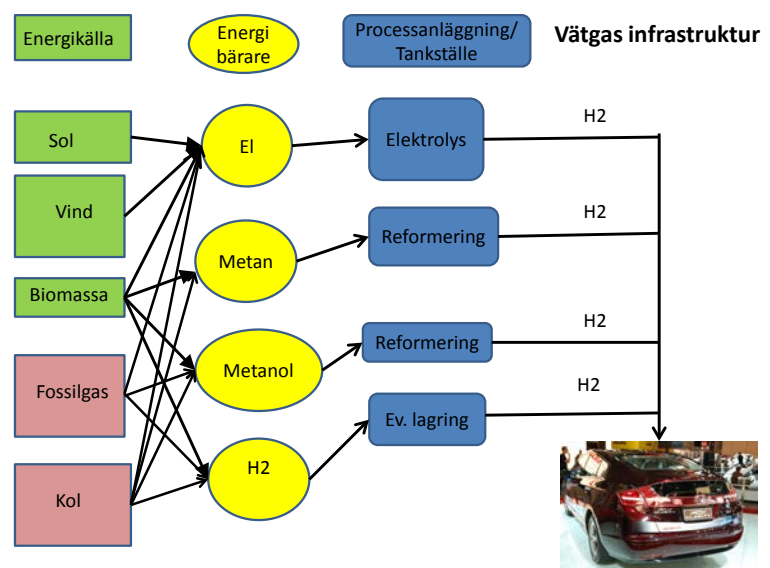 Energikälla
Energi
bärare
Processanläggning/
Tankställe
Vätgas infrastruktur
Sol
El
Elektrolys
H2
Vind
Metan
Reformering
H2
Biomassa
Metanol
Reformering
H2
Fossilgas
Ev. lagring
H2
Kol
H2